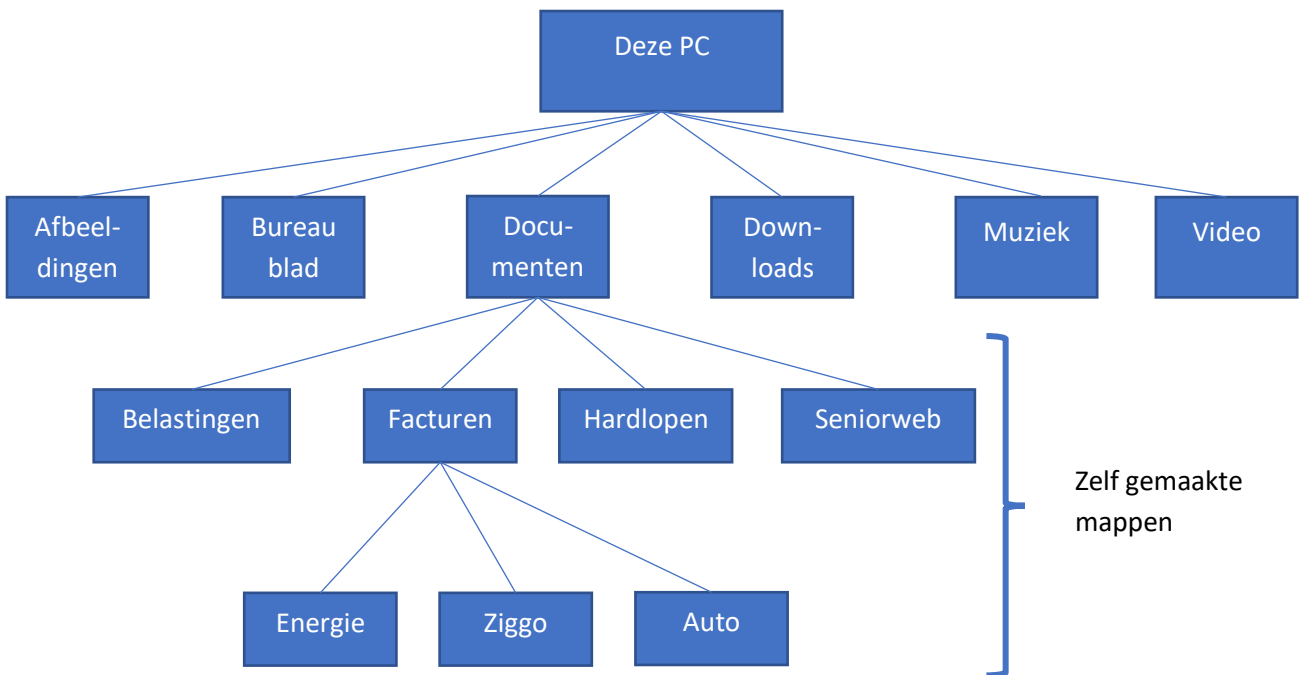 Deze PC
Afbeel-
dingen
Bureau
blad
Docu-
menten
Down-
loads
Muziek
Video
Belastingen
Facturen
Hardlopen
Seniorweb
Zelf gemaakte
mappen
Energie
Ziggo
Auto